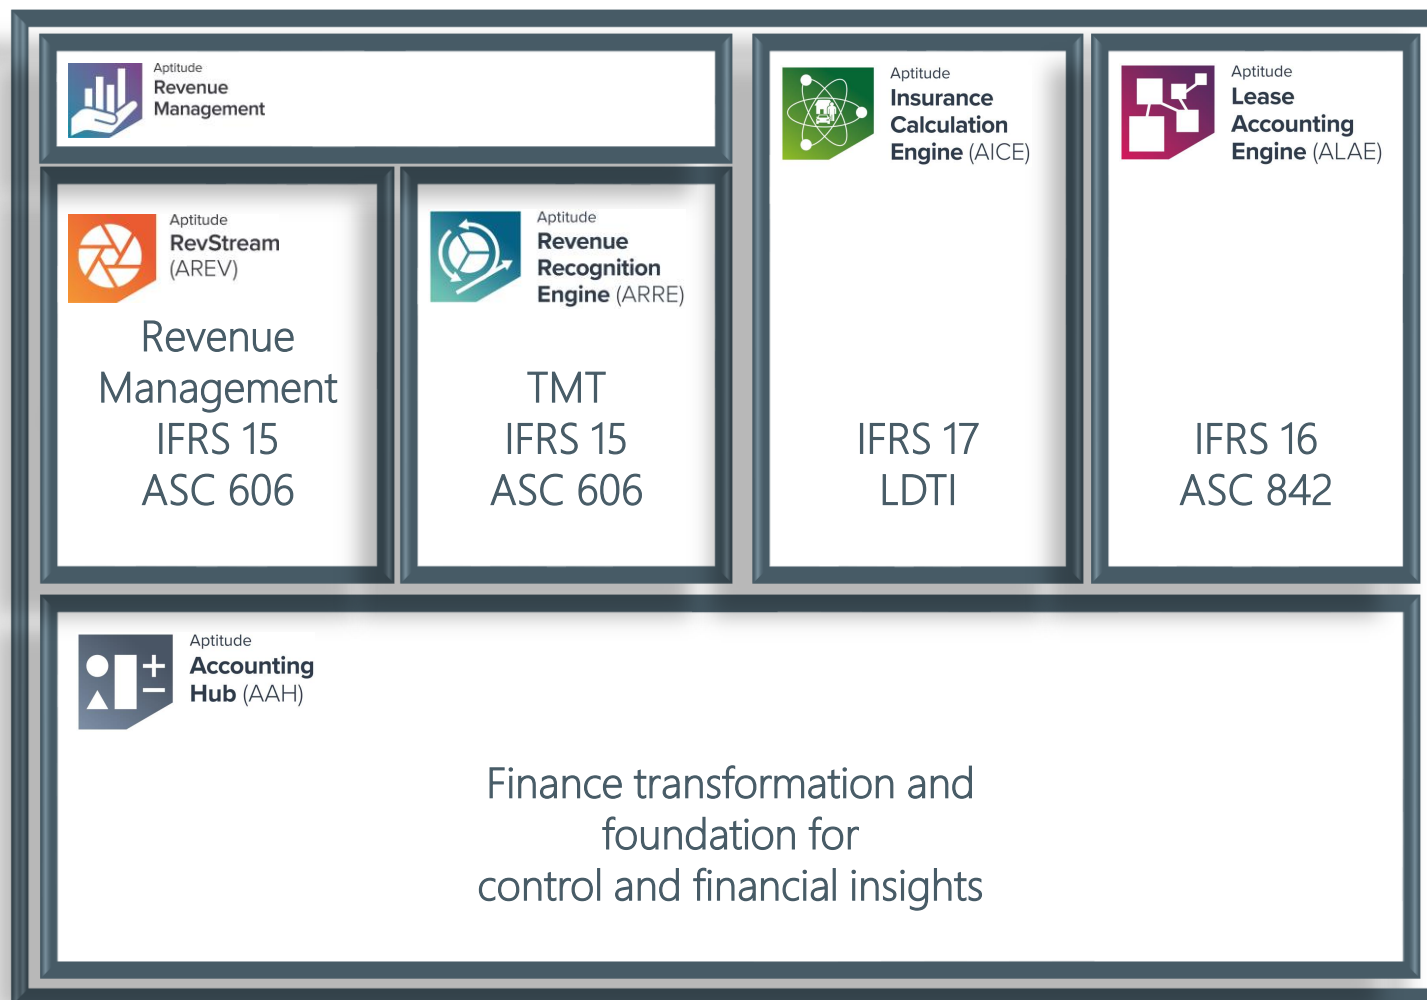 Aptitude
Revenue
Management
Aptitude
Insurance
Calculation
Engine (AICE)
Aptitude
Lease
Accounting
Engine (ALAE)
Aptitude
RevStream
(AREV)
Revenue
Management
IFRS 15
ASC 606
Aptitude
Revenue
Recognition
Engine (ARRE)
TMT
IFRS 15
ASC 606
IFRS 17
LDTI
IFRS 16
ASC 842
Aptitude
Accounting
Hub (AAH)
Finance transformation and
foundation for
control and financial insights